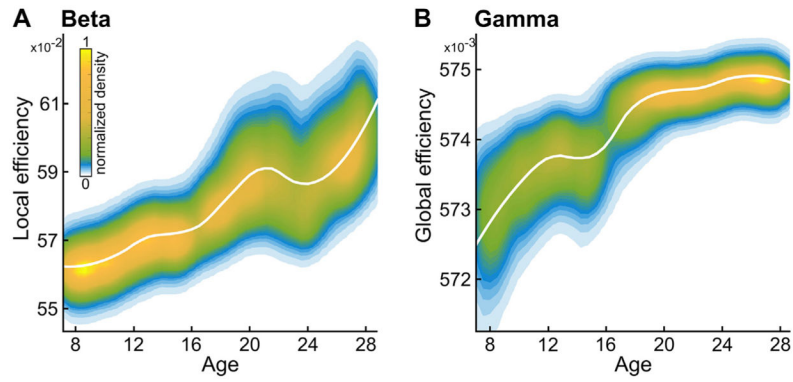 A Beta
x10⁻²
Local efficiency
61
59
57
55
1
normalized density
0
8 12 16 20 24 28
Age
B Gamma
x10⁻³
Global efficiency
575
574
573
572
8 12 16 20 24 28
Age